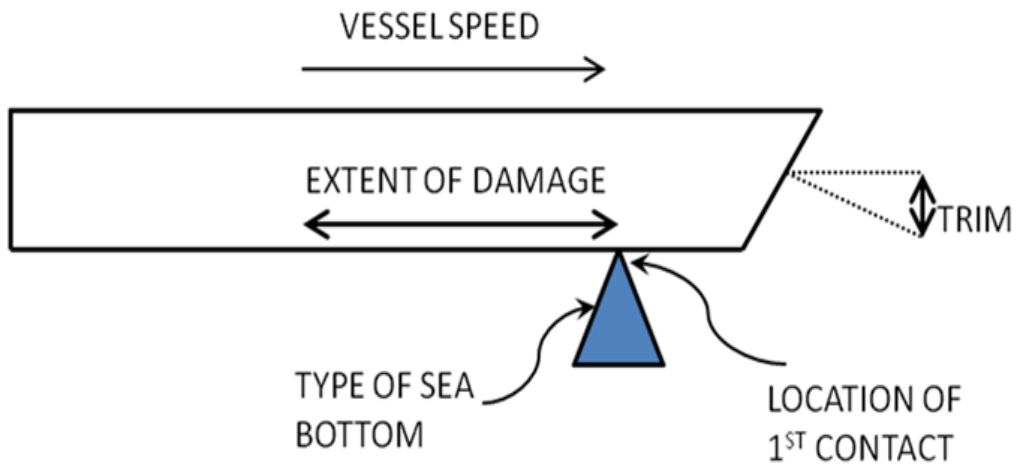 VESSEL SPEED
EXTENT OF DAMAGE
TRIM
TYPE OF SEA
BOTTOM
LOCATION OF
1ST CONTACT